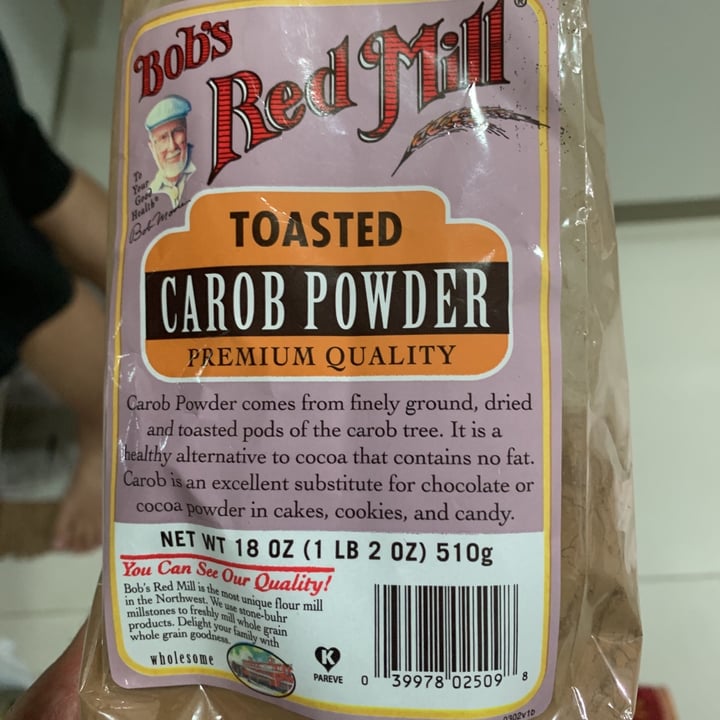 Bob's
Red Mill®
To
Your
Good
Health®
Bob Moore
TOASTED
CAROB POWDER
PREMIUM QUALITY
Carob Powder comes from finely ground, dried
and toasted pods of the carob tree. It is a
healthy alternative to cocoa that contains no fat.
Carob is an excellent substitute for chocolate or
cocoa powder in cakes, cookies, and candy.
NET WT 18 OZ (1 LB 2 OZ) 510g
You Can See Our Quality!
Bob's Red Mill is the most unique flour mill
in the Northwest. We use stone-buhr
millstones to freshly mill whole grain
products. Delight your family with
whole grain goodness.
wholesome
K
PAREVE
0 39978 02509 8
0302v1b